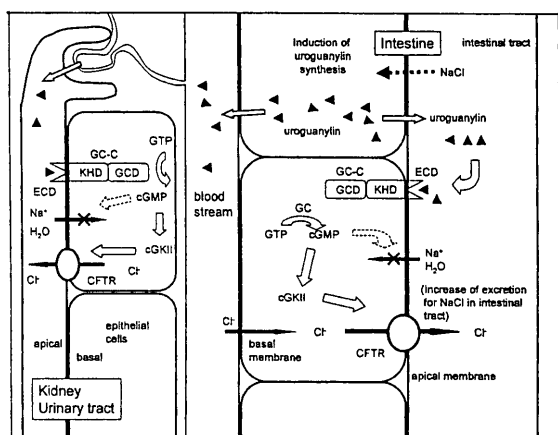 Induction of
uroguanylin
synthesis
Intestine
intestinal tract
NaCl
uroguanylin
uroguanylin
GTP
GC-C
KHD
GCD
ECD
cGMP
Na⁺
H₂O
cGKII
Cl-
Cl-
CFTR
epithelial
cells
apical
basal
Kidney
Urinary tract
blood
stream
GC-C
ECD
GCD
KHD
GC
GTP
cGMP
Na⁺
H₂O
cGKII
(Increase of excretion
for NaCl in intestinal
tract)
Cl-
Cl-
Cl-
basal
membrane
CFTR
apical membrane